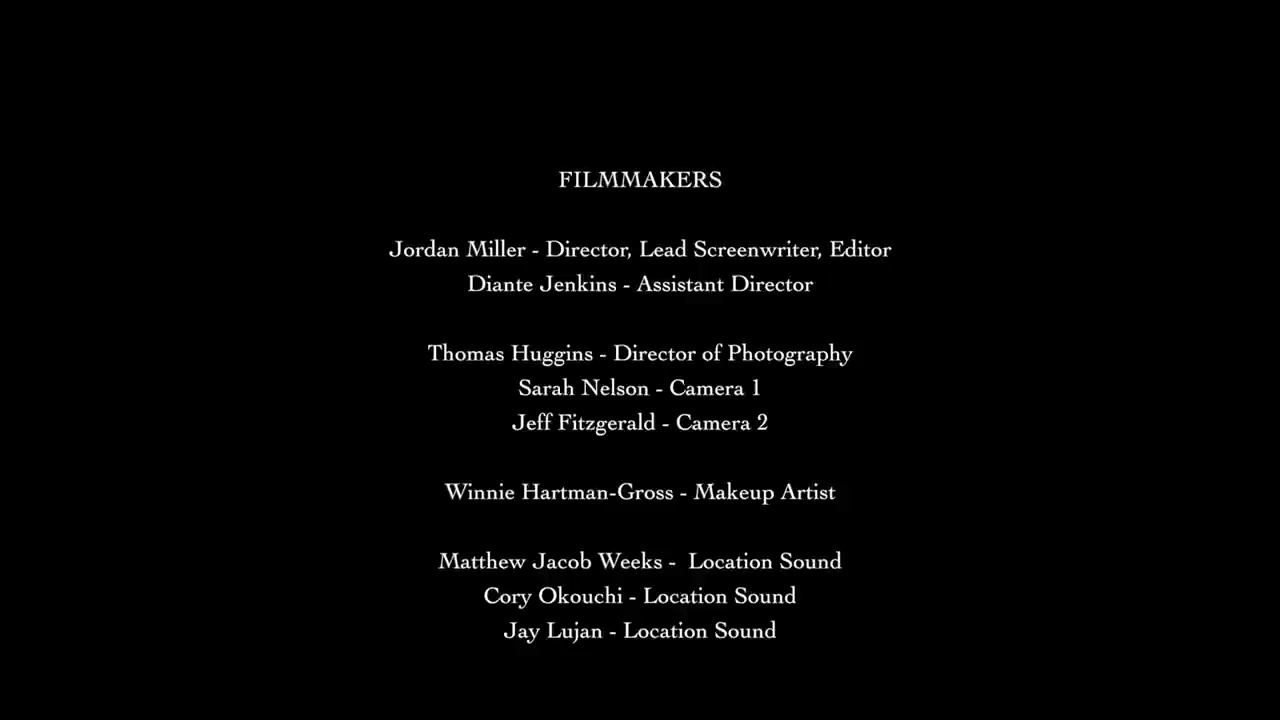 FILMMAKERS
Jordan Miller - Director, Lead Screenwriter, Editor
Diante Jenkins - Assistant Director
Thomas Huggins - Director of Photography
Sarah Nelson - Camera 1
Jeff Fitzgerald - Camera 2
Winnie Hartman-Gross - Makeup Artist
Matthew Jacob Weeks -  Location Sound
Cory Okouchi - Location Sound
Jay Lujan - Location Sound